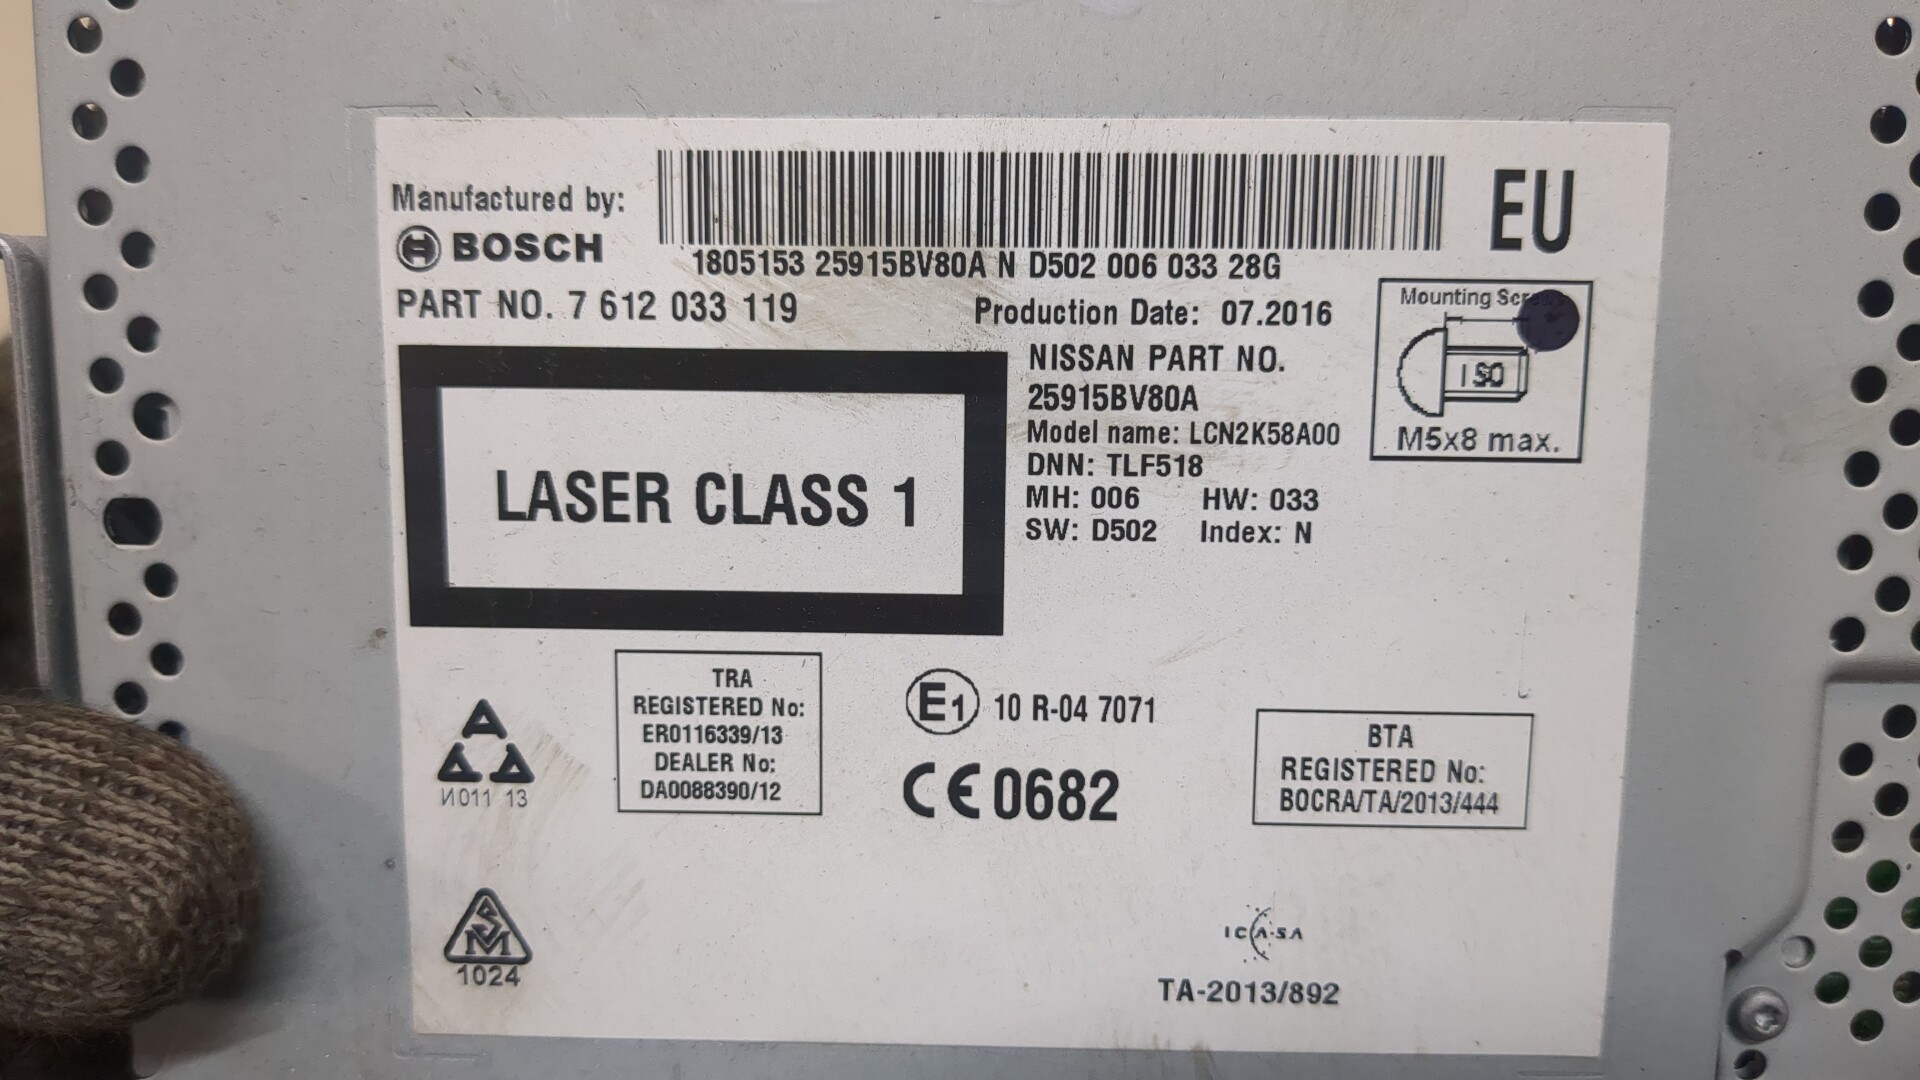 Manufactured by:
BOSCH
EU
1805153 25915BV80A N D502 006 033 28G
PART NO. 7 612 033 119
Production Date: 07.2016
Mounting
ISO
M5x8 max.
NISSAN PART NO.
25915BV80A
Model name: LCN2K58A00
DNN: TLF518
MH: 006 HW: 033
SW: D502 Index: N
LASER CLASS 1
TRA
REGISTERED No:
ER0116339/13
DEALER No:
DA0088390/12
E1 10 R-04 7071
CE 0682
BTA
REGISTERED No:
BOCRA/TA/2013/444
И011 13
1024
ICASA
TA-2013/892